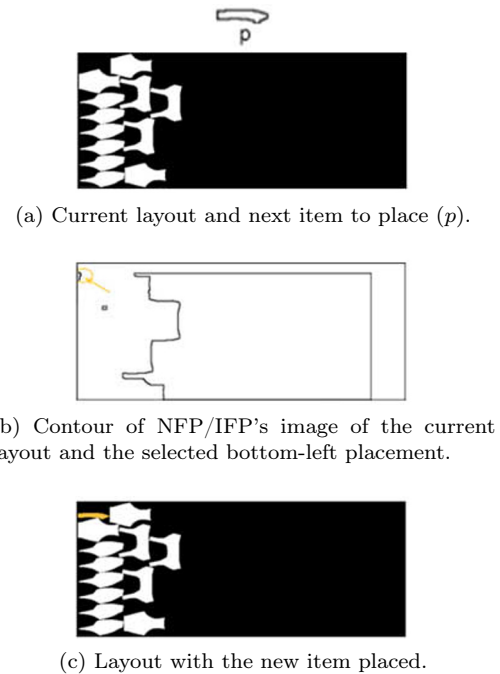 p
(a) Current layout and next item to place (p).
b) Contour of NFP/IFP's image of the current
ayout and the selected bottom-left placement.
(c) Layout with the new item placed.